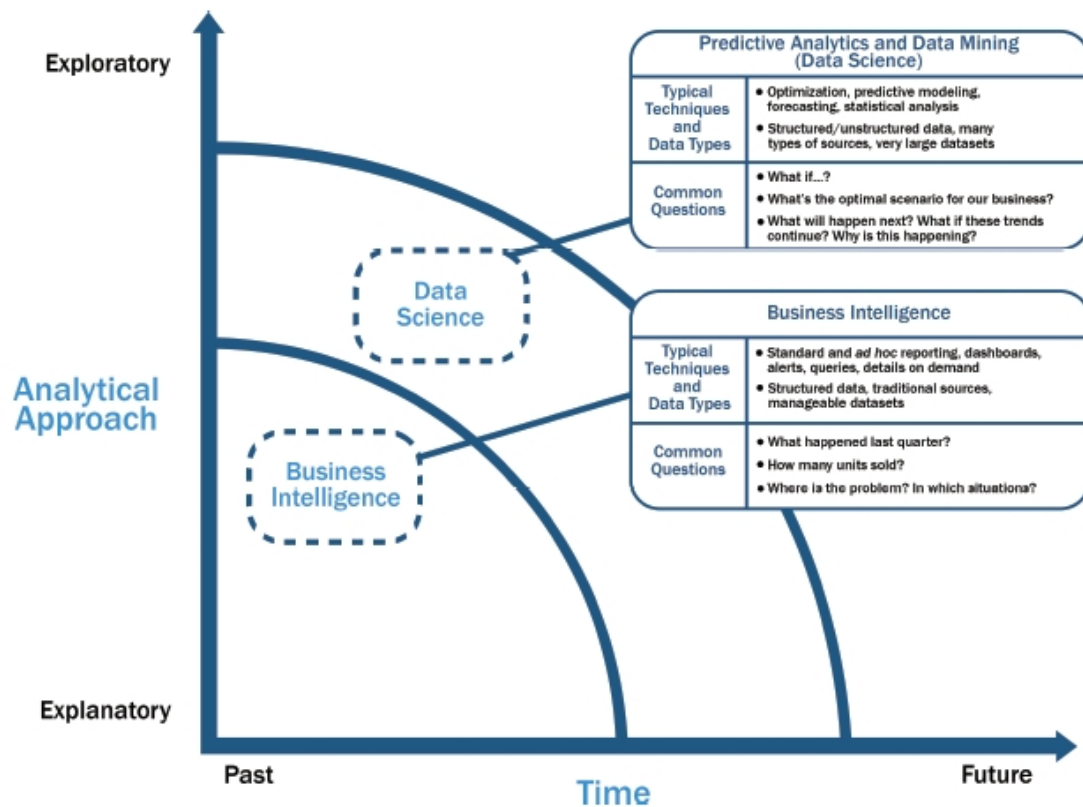 Exploratory
Analytical
Approach
Explanatory
Past
Time
Future
Data
Science
Business
Intelligence
Predictive Analytics and Data Mining
(Data Science)
Typical
Techniques
and
Data Types
• Optimization, predictive modeling,
forecasting, statistical analysis
• Structured/unstructured data, many
types of sources, very large datasets
Common
Questions
• What if...?
• What's the optimal scenario for our business?
• What will happen next? What if these trends
continue? Why is this happening?
Business Intelligence
Typical
Techniques
and
Data Types
• Standard and ad hoc reporting, dashboards,
alerts, queries, details on demand
• Structured data, traditional sources,
manageable datasets
Common
Questions
• What happened last quarter?
• How many units sold?
• Where is the problem? In which aituationa?